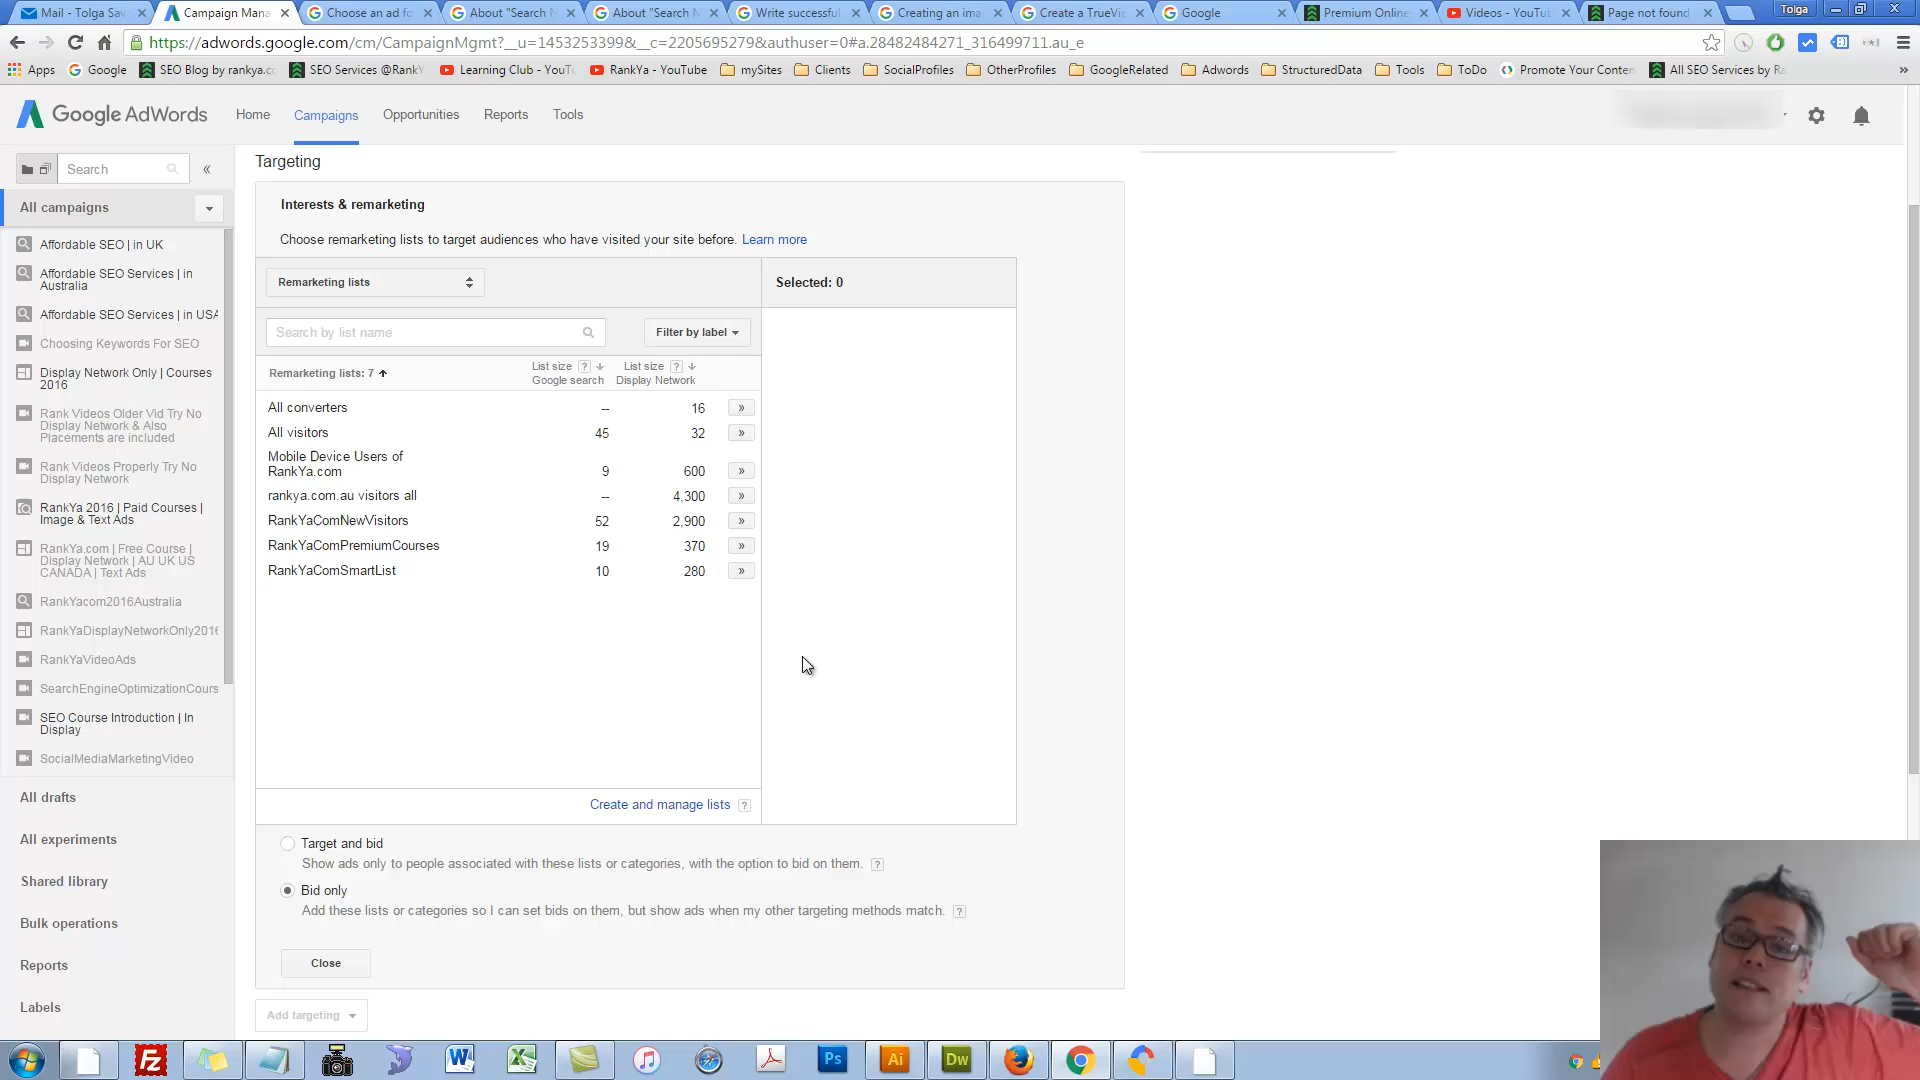 Mail - Tolga Sav
Campaign Mana
Choose an ad fo
About "Search N
About "Search N
Write successful
Creating an ima
Create a TrueVie
Google
Premium Online
Videos - YouTu
Page not found
Tolga
https://adwords.google.com/cm/CampaignMgmt?__u=1453253399&__c=2205695279&authuser=0#a.28482484271_316499711.au_e
Apps
Google
SEO Blog by rankya.c
SEO Services @RankY
Learning Club - YouT
RankYa - YouTube
mySites
Clients
SocialProfiles
OtherProfiles
GoogleRelated
Adwords
StructuredData
Tools
ToDo
Promote Your Conten
All SEO Services by Ra
Google AdWords
Home
Campaigns
Opportunities
Reports
Tools
Search
All campaigns
Affordable SEO | in UK
Affordable SEO Services | in
Australia
Affordable SEO Services | in USA
Choosing Keywords For SEO
Display Network Only | Courses
2016
Rank Videos Older Vid Try No
Display Network & Also
Placements are included
Rank Videos Properly Try No
Display Network
RankYa 2016 | Paid Courses |
Image & Text Ads
RankYa.com | Free Course |
Display Network | AU UK US
CANADA | Text Ads
RankYacom2016Australia
RankYaDisplayNetworkOnly2016
RankYaVideoAds
SearchEngineOptimizationCours
SEO Course Introduction | In
Display
SocialMediaMarketingVideo
All drafts
All experiments
Shared library
Bulk operations
Reports
Labels
Targeting
Interests & remarketing
Choose remarketing lists to target audiences who have visited your site before. Learn more
Remarketing lists
Selected: 0
Search by list name
Filter by label
Remarketing lists: 7
List size ?
Google search
List size ?
Display Network
All converters -- 16 »
All visitors 45 32 »
Mobile Device Users of
RankYa.com 9 600 »
rankya.com.au visitors all -- 4,300 »
RankYaComNewVisitors 52 2,900 »
RankYaComPremiumCourses 19 370 »
RankYaComSmartList 10 280 »
Create and manage lists ?
Target and bid
Show ads only to people associated with these lists or categories, with the option to bid on them. ?
Bid only
Add these lists or categories so I can set bids on them, but show ads when my other targeting methods match. ?
Close
Add targeting
Fz
W
X
Ps
Ai
Dw